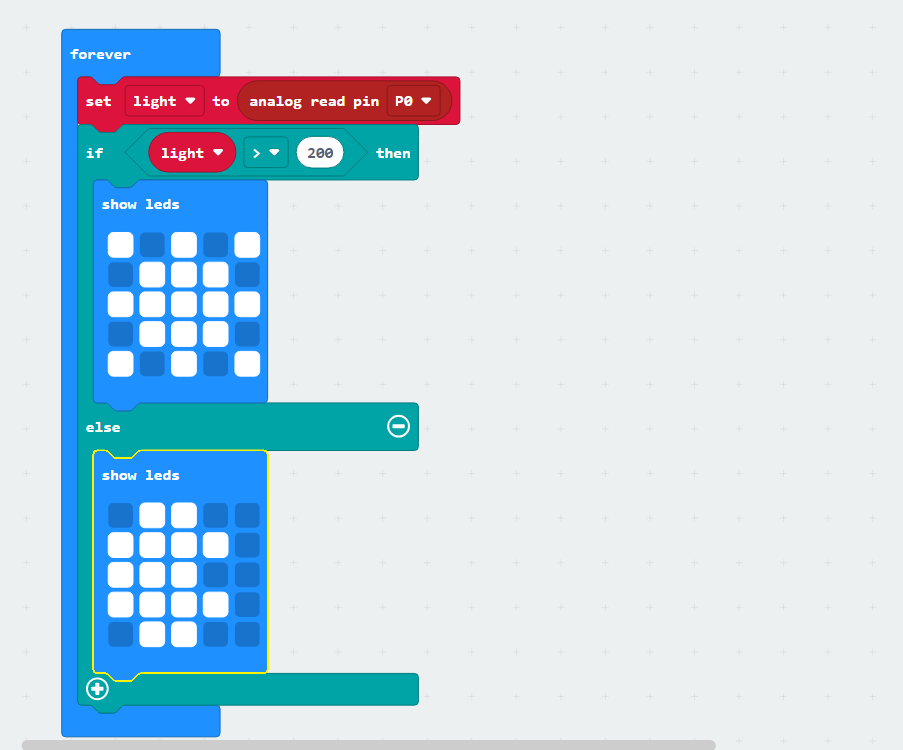 forever
set light to analog read pin P0
if light > 200 then
show leds
else
show leds